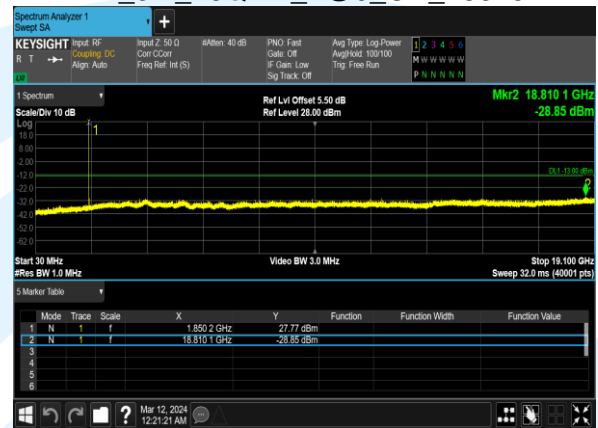 Spectrum Analyzer 1
Swept SA
KEYSIGHT Input: RF Input Z: 50 Ω #Atten: 40 dB PNO: Fast Avg Type: Log-Power 1 2 3 4 5 6
R T Coupling: DC Corr CCorr Gate: Off Avg|Hold: 100/100 M W W W W W
Align: Auto Freq Ref: Int (S) IF Gain: Low Trig: Free Run
Sig Track: Off P N N N N N
1 Spectrum Ref Lvl Offset 5.50 dB Mkr2 18.810 1 GHz
Scale/Div 10 dB Ref Level 28.00 dBm -28.85 dBm
Log
1
18.0
8.00
-2.00
DL1 -13.00 dBm
-12.0
-22.0
2
-32.0
-42.0
-52.0
-62.0
Start 30 MHz Video BW 3.0 MHz Stop 19.100 GHz
#Res BW 1.0 MHz Sweep 32.0 ms (40001 pts)
5 Marker Table
Mode Trace Scale X Y Function Function Width Function Value
1 N 1 f 1.850 2 GHz 27.77 dBm
2 N 1 f 18.810 1 GHz -28.85 dBm
3
4
5
6
? Mar 12, 2024
12:21:21 AM